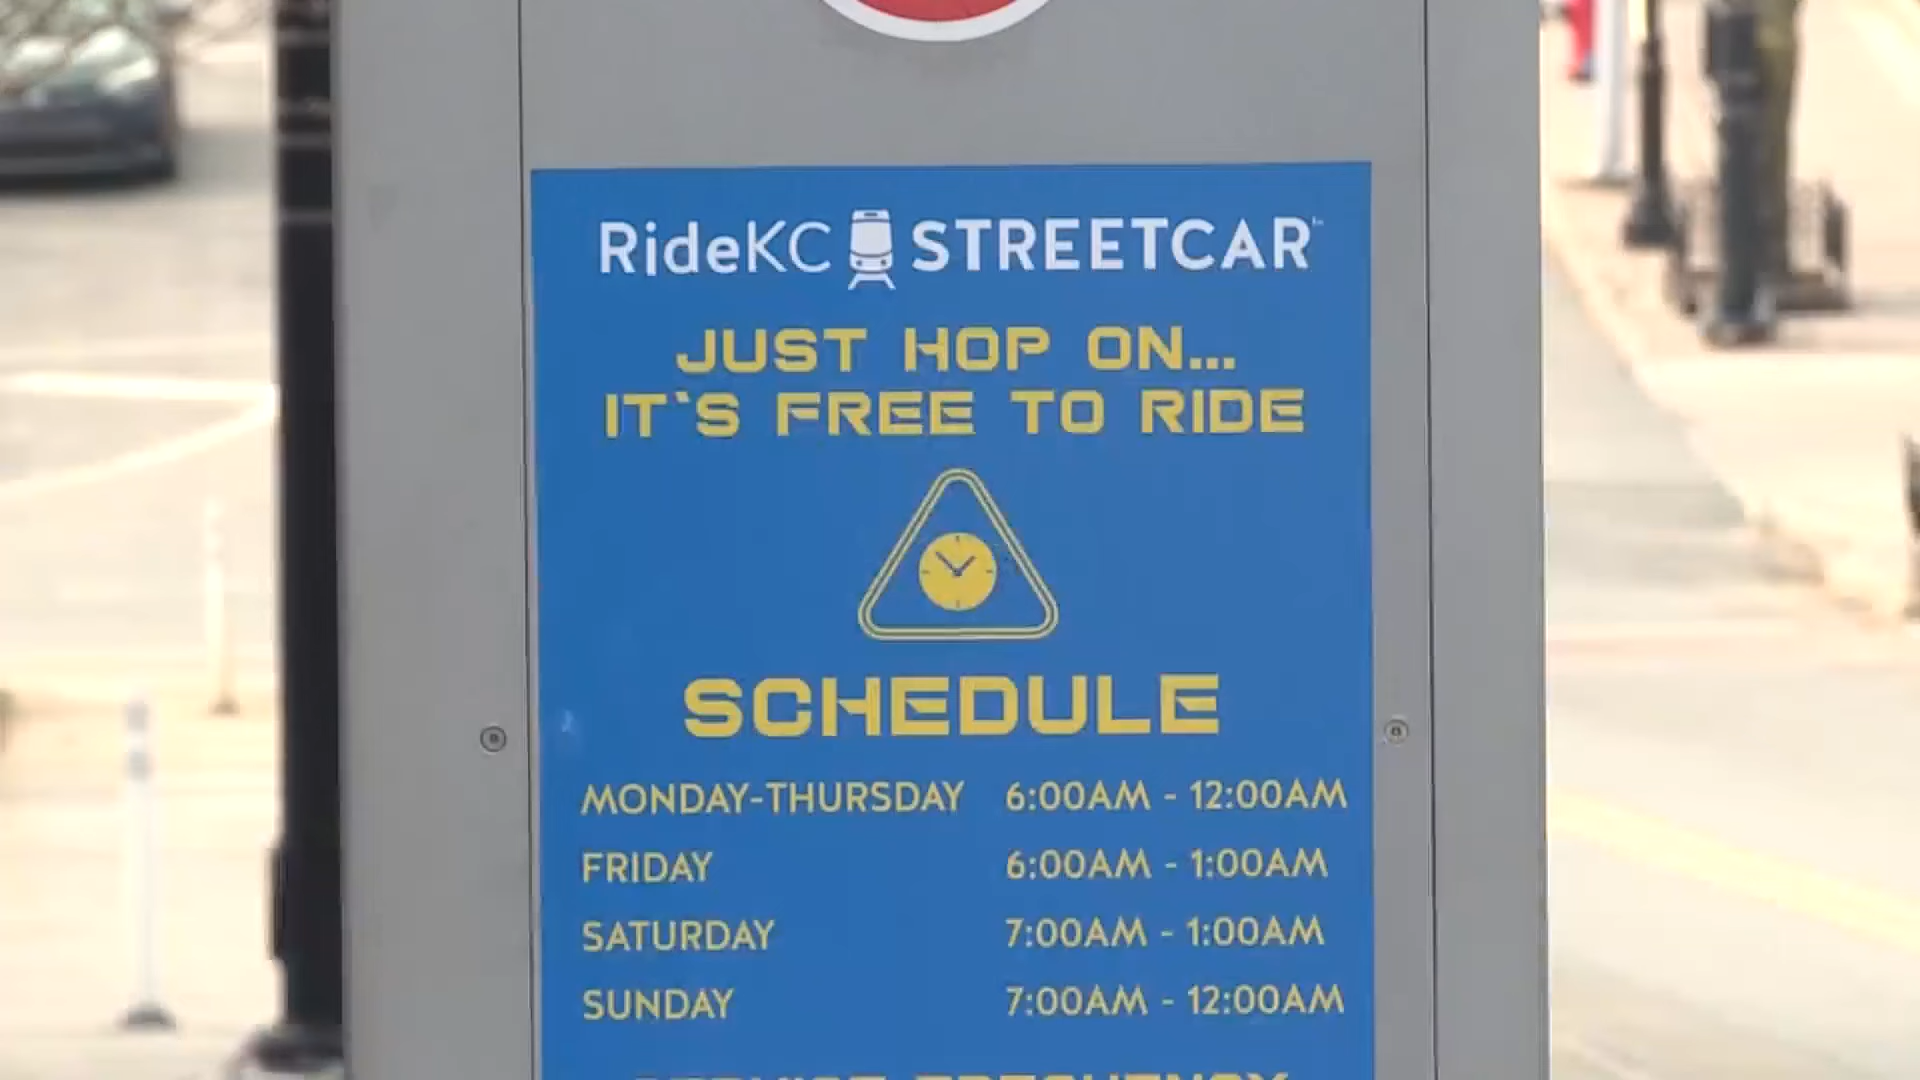 RideKC STREETCAR™
JUST HOP ON...
IT'S FREE TO RIDE
SCHEDULE
MONDAY-THURSDAY 6:00AM - 12:00AM
FRIDAY 6:00AM - 1:00AM
SATURDAY 7:00AM - 1:00AM
SUNDAY 7:00AM - 12:00AM